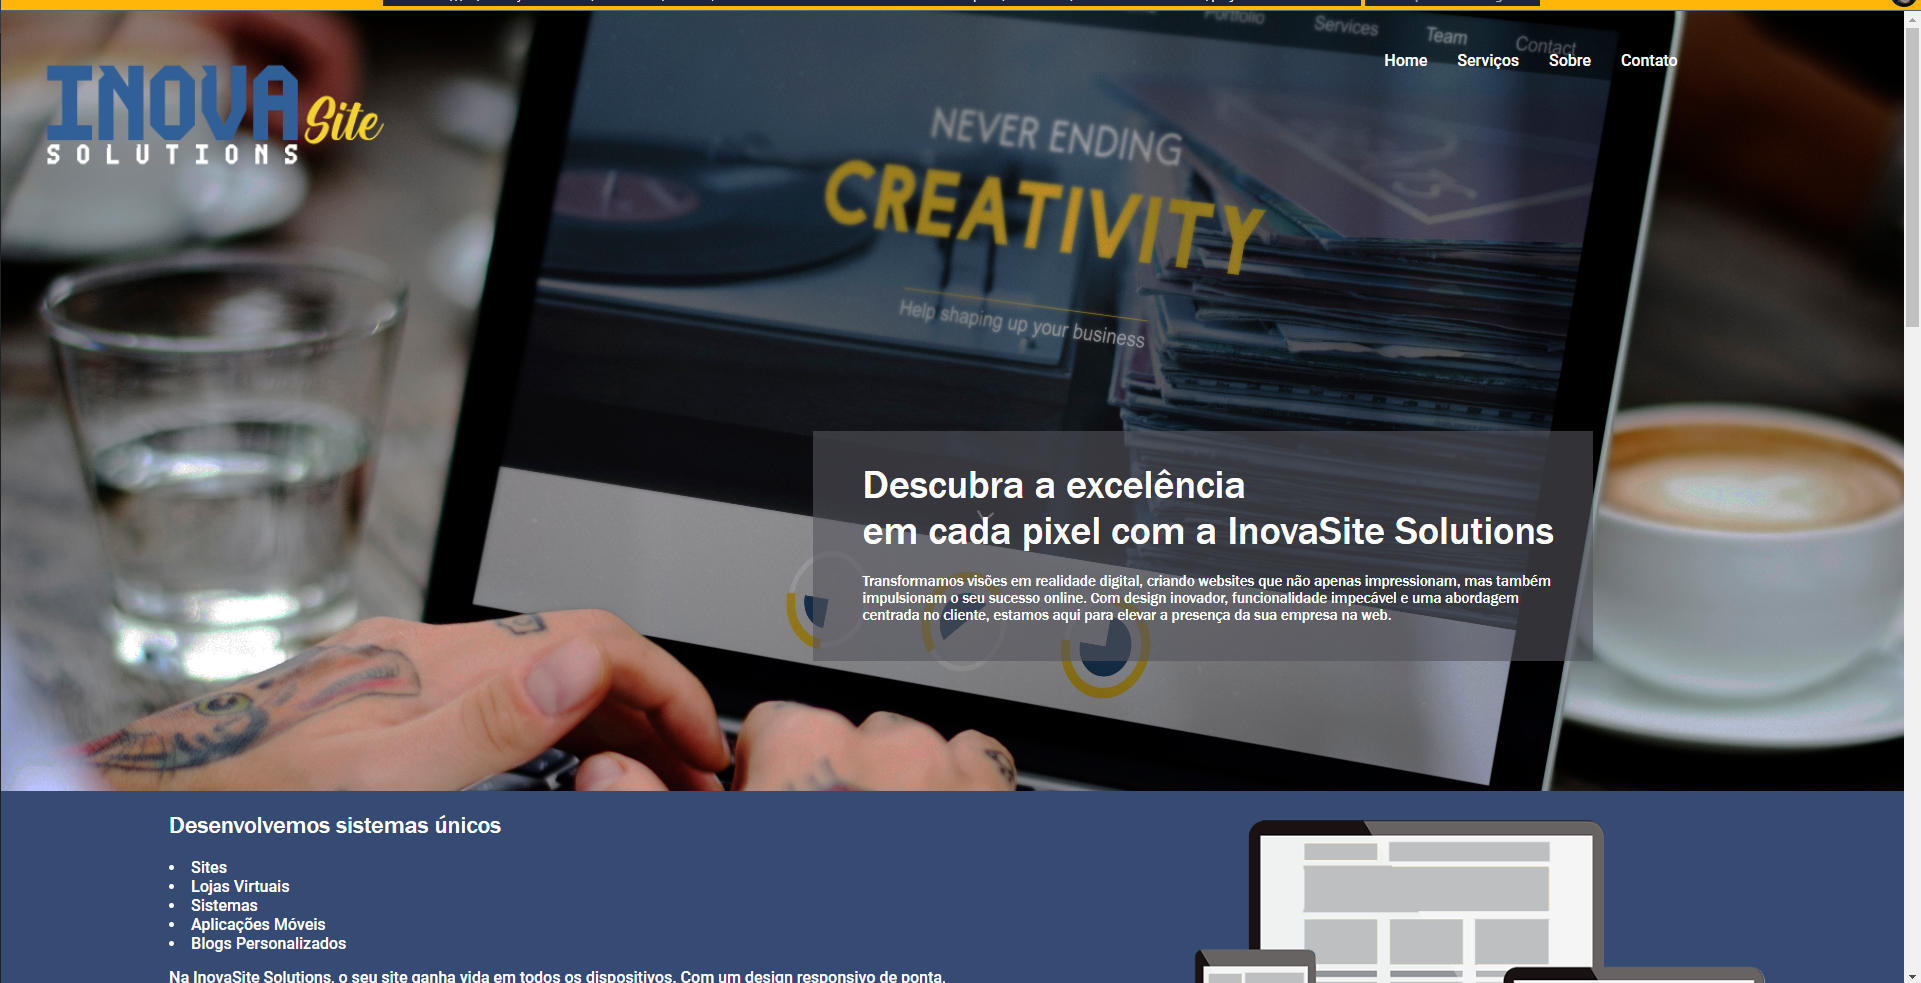 Portfolio
Services
Team
Contact
Home
Serviços
Sobre
Contato
INOVA
Site
SOLUTIONS
NEVER ENDING
CREATIVITY
Help shaping up your business
Descubra a excelência
em cada pixel com a InovaSite Solutions
Transformamos visões em realidade digital, criando websites que não apenas impressionam, mas também
impulsionam o seu sucesso online. Com design inovador, funcionalidade impecável e uma abordagem
centrada no cliente, estamos aqui para elevar a presença da sua empresa na web.
Desenvolvemos sistemas únicos
• Sites
• Lojas Virtuais
• Sistemas
• Aplicações Móveis
• Blogs Personalizados
Na InovaSite Solutions, o seu site ganha vida em todos os dispositivos. Com um design responsivo de ponta,